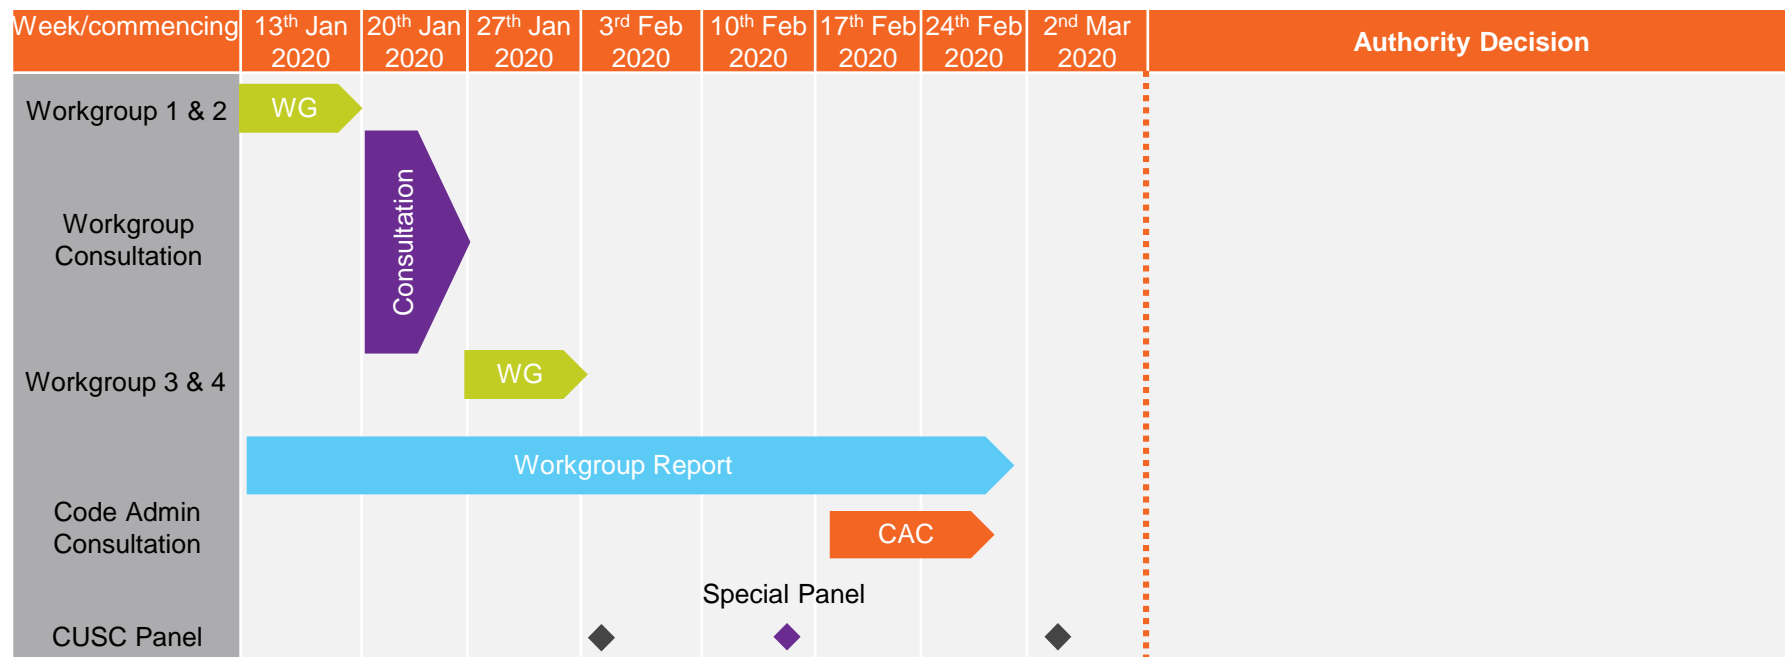 Week/commencing
13th Jan
2020
20th Jan
2020
27th Jan
2020
3rd Feb
2020
10th Feb
2020
17th Feb
2020
24th Feb
2020
2nd Mar
2020
Authority Decision
Workgroup 1 & 2
WG
Workgroup
Consultation
Consultation
Workgroup 3 & 4
WG
Workgroup Report
Code Admin
Consultation
CAC
Special Panel
CUSC Panel